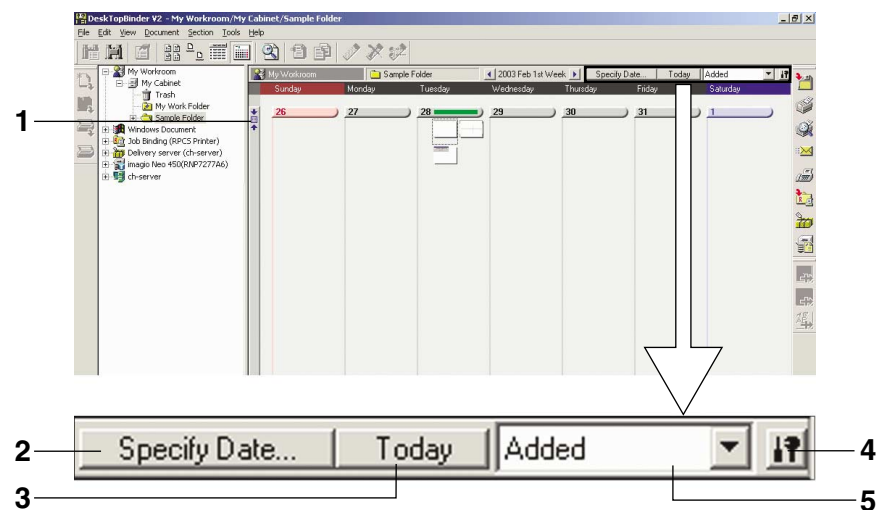 DeskTopBinder V2 - My Workroom/My Cabinet/Sample Folder
File Edit View Document Section Tools Help
My Workroom
My Cabinet
Trash
My Work Folder
Sample Folder
Windows Document
Job Binding (RPCS Printer)
Delivery server (ch-server)
imagio Neo 450(RNP7277A6)
ch-server
My Workroom Sample Folder 2003 Feb 1st Week Specify Date... Today Added
Sunday Monday Tuesday Wednesday Thursday Friday Saturday
26 27 28 29 30 31 1
1
2 Specify Date... Today Added 4
3 5